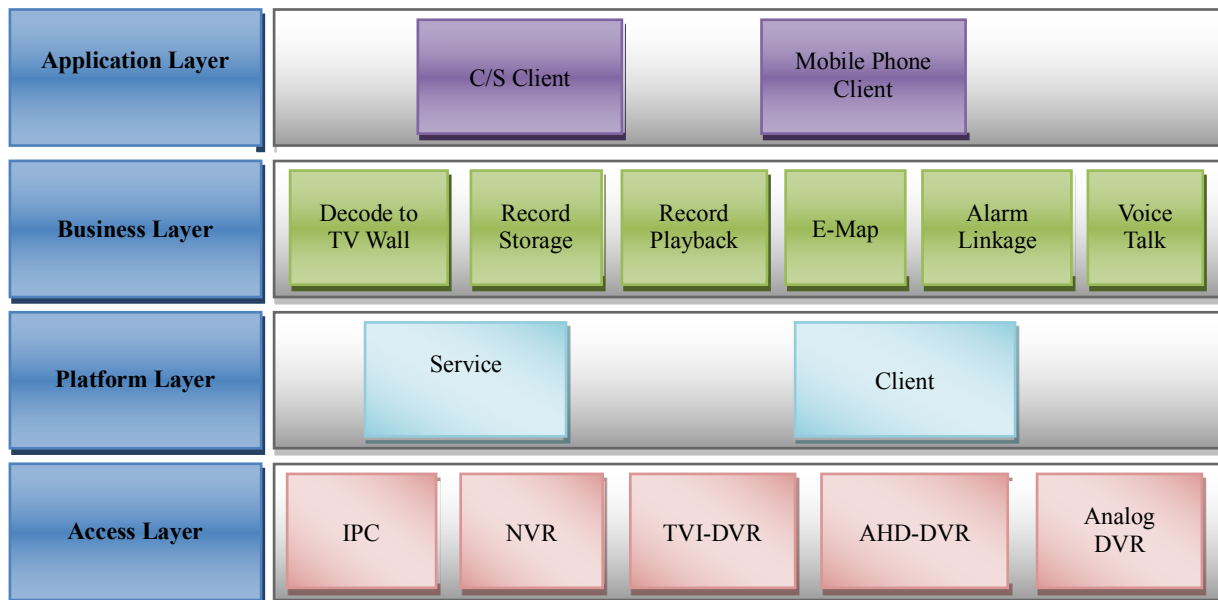 Application Layer
C/S Client
Mobile Phone
Client
Business Layer
Decode to
TV Wall
Record
Storage
Record
Playback
E-Map
Alarm
Linkage
Voice
Talk
Platform Layer
Service
Client
Access Layer
IPC
NVR
TVI-DVR
AHD-DVR
Analog
DVR